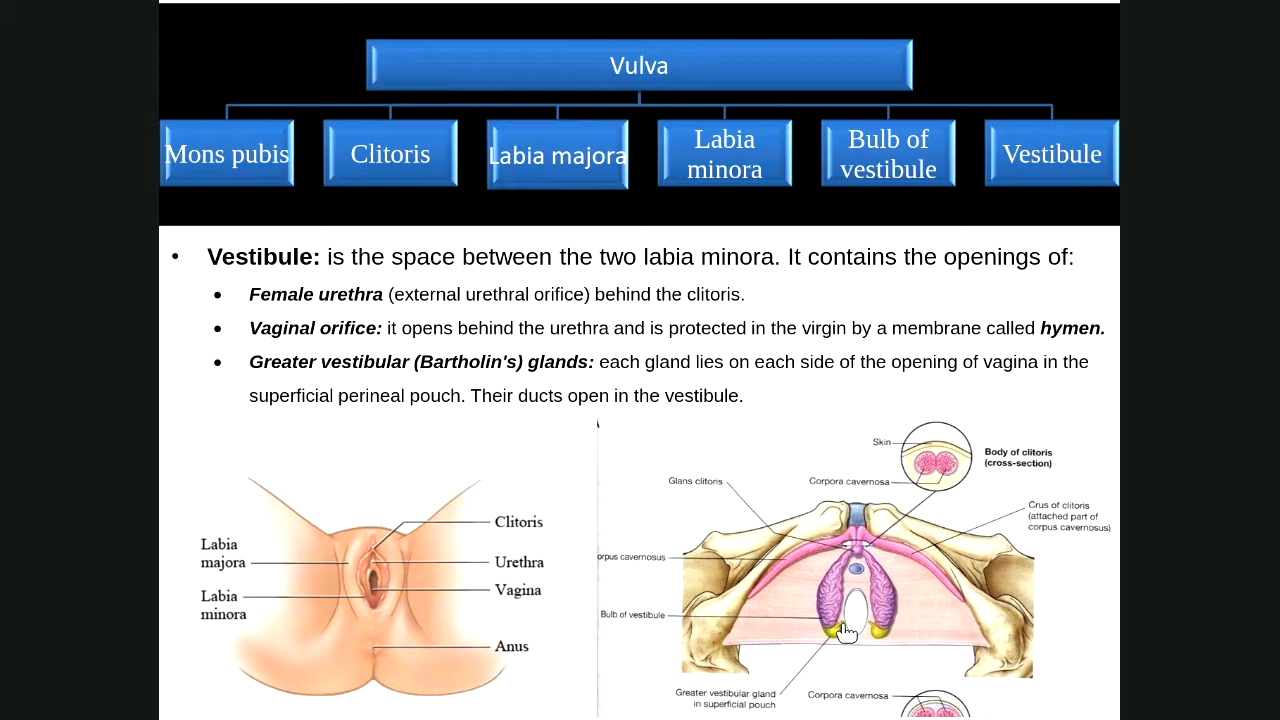 Vulva
Mons pubis
Clitoris
Labia majora
Labia
minora
Bulb of
vestibule
Vestibule
• Vestibule: is the space between the two labia minora. It contains the openings of:
• Female urethra (external urethral orifice) behind the clitoris.
• Vaginal orifice: it opens behind the urethra and is protected in the virgin by a membrane called hymen.
• Greater vestibular (Bartholin's) glands: each gland lies on each side of the opening of vagina in the
superficial perineal pouch. Their ducts open in the vestibule.
Clitoris
Labia
majora
Urethra
Vagina
Labia
minora
Anus
Skin
Body of clitoris
(cross-section)
Glans clitoris
Corpora cavernosa
Crus of clitoris
(attached part of
corpus cavernosus)
orpus cavernosus
Bulb of vestibule
Greater vestibular gland
in superficial pouch
Corpora cavernosa